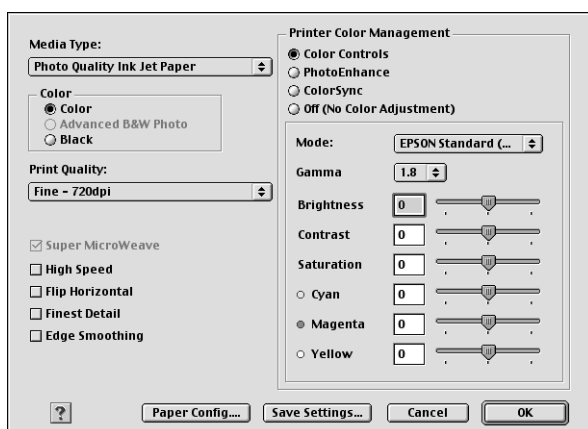 Media Type:
Photo Quality Ink Jet Paper
Color
Color
Advanced B&W Photo
Black
Print Quality:
Fine - 720dpi
Super MicroWeave
High Speed
Flip Horizontal
Finest Detail
Edge Smoothing
Printer Color Management
Color Controls
PhotoEnhance
ColorSync
Off (No Color Adjustment)
Mode: EPSON Standard (...
Gamma 1.8
Brightness 0
Contrast 0
Saturation 0
Cyan 0
Magenta 0
Yellow 0
? Paper Config.... Save Settings... Cancel OK